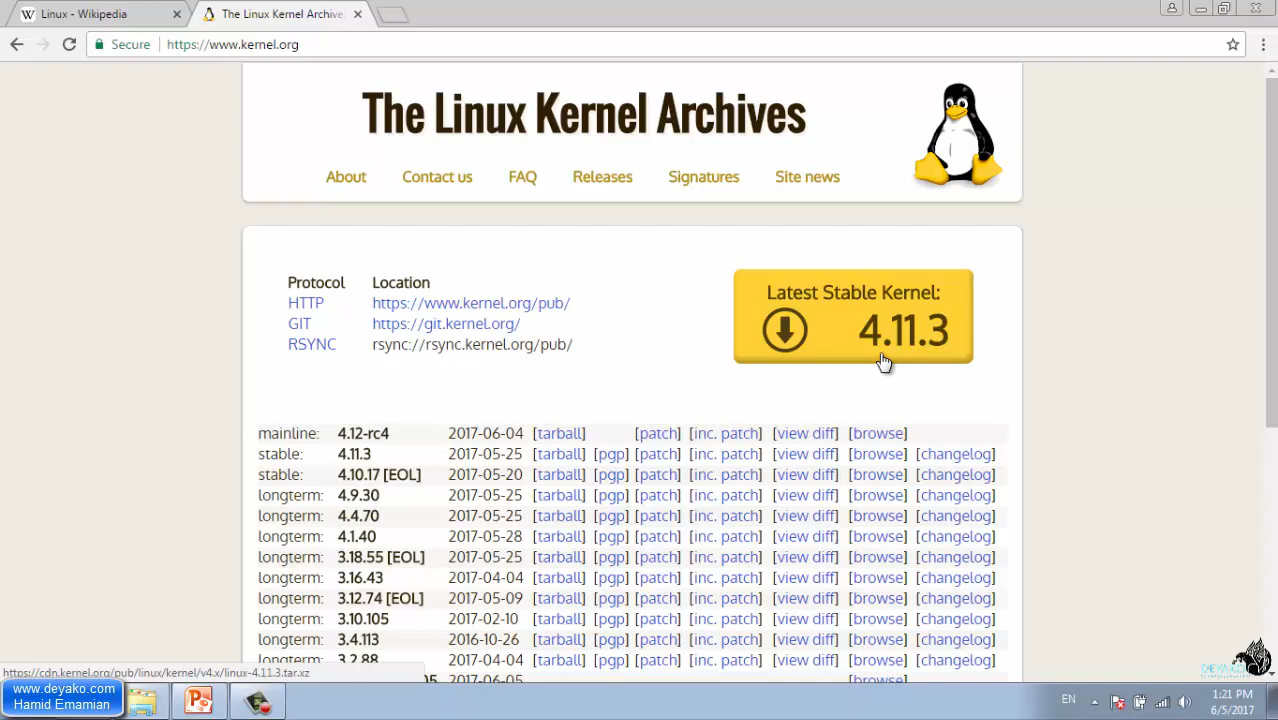 Linux - Wikipedia
The Linux Kernel Archive
Secure https://www.kernel.org
The Linux Kernel Archives
About Contact us FAQ Releases Signatures Site news
Protocol Location
HTTP https://www.kernel.org/pub/
GIT https://git.kernel.org/
RSYNC rsync://rsync.kernel.org/pub/
Latest Stable Kernel:
4.11.3
mainline: 4.12-rc4 2017-06-04 [tarball] [patch] [inc. patch] [view diff] [browse]
stable: 4.11.3 2017-05-25 [tarball] [pgp] [patch] [inc. patch] [view diff] [browse] [changelog]
stable: 4.10.17 [EOL] 2017-05-20 [tarball] [pgp] [patch] [inc. patch] [view diff] [browse] [changelog]
longterm: 4.9.30 2017-05-25 [tarball] [pgp] [patch] [inc. patch] [view diff] [browse] [changelog]
longterm: 4.4.70 2017-05-25 [tarball] [pgp] [patch] [inc. patch] [view diff] [browse] [changelog]
longterm: 4.1.40 2017-05-28 [tarball] [pgp] [patch] [inc. patch] [view diff] [browse] [changelog]
longterm: 3.18.55 [EOL] 2017-05-25 [tarball] [pgp] [patch] [inc. patch] [view diff] [browse] [changelog]
longterm: 3.16.43 2017-04-04 [tarball] [pgp] [patch] [inc. patch] [view diff] [browse] [changelog]
longterm: 3.12.74 [EOL] 2017-05-09 [tarball] [pgp] [patch] [inc. patch] [view diff] [browse] [changelog]
longterm: 3.10.105 2017-02-10 [tarball] [pgp] [patch] [inc. patch] [view diff] [browse] [changelog]
longterm: 3.4.113 2016-10-26 [tarball] [pgp] [patch] [inc. patch] [view diff] [browse] [changelog]
longterm: 3.2.88 2017-04-04 [tarball] [pgp] [patch] [inc. patch] [view diff] [browse] [changelog]
2017-06-05 [browse]
https://cdn.kernel.org/pub/linux/kernel/v4.x/linux-4.11.3.tar.xz
DEYAKO
www.deyako.com
Hamid Emamian
EN
1:21 PM
6/5/2017